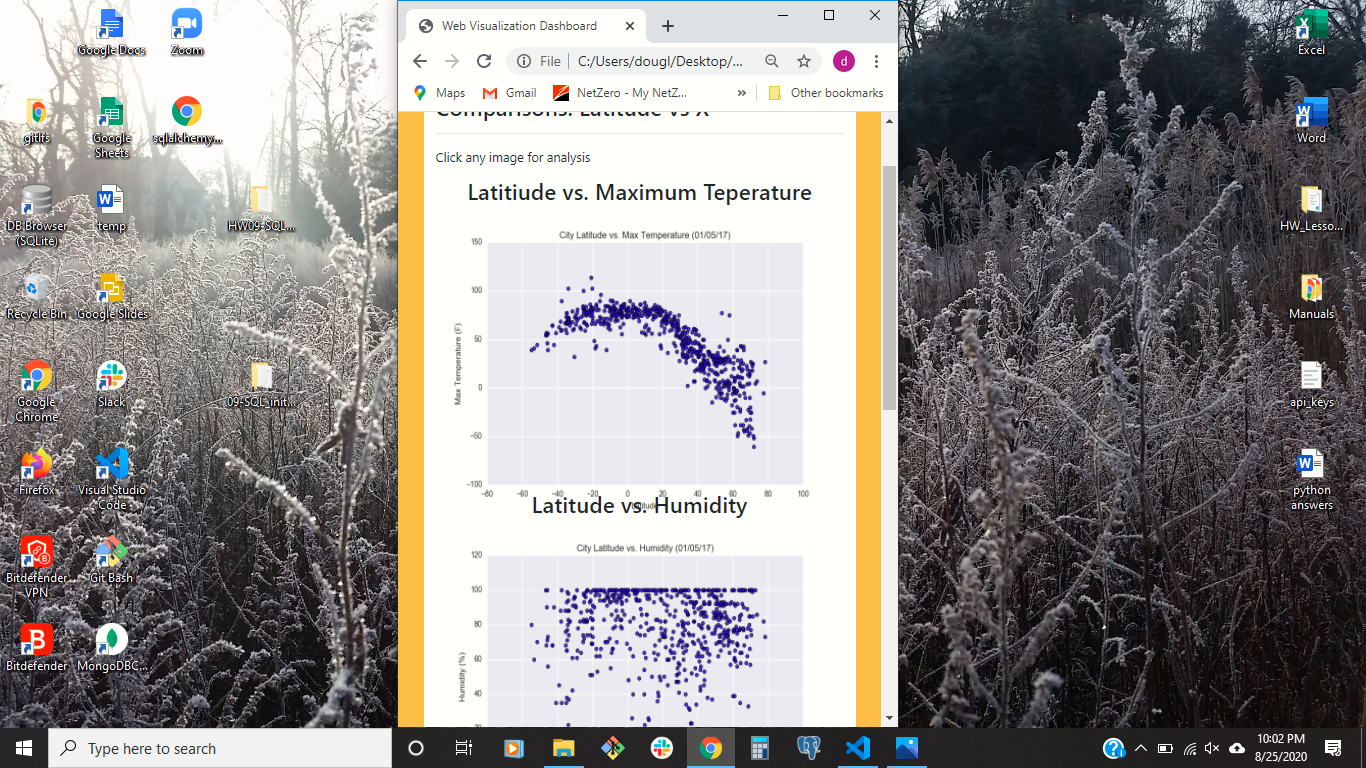 Google Docs
Zoom
gitlfs
Google
Sheets
sqlalchemy...
DB Browser
(SQLite)
temp
HW09-SQL...
Recycle Bin
Google Slides
Google
Chrome
Slack
09-SQL_init...
Firefox
Visual Studio
Code
Bitdefender
VPN
Git Bash
Bitdefender
MongoDBC...
Web Visualization Dashboard
File
C:/Users/dougl/Desktop/...
d
Maps
Gmail
NetZero - My NetZ...
»
Other bookmarks
Comparisons: Latitude vs X
Click any image for analysis
Latitiude vs. Maximum Teperature
City Latitude vs. Max Temperature (01/05/17)
Max Temperature (F)
150
100
50
0
−50
−100
−80 −60 −40 −20 0 20 40 60 80 100
Latitude
Latitude vs. Humidity
City Latitude vs. Humidity (01/05/17)
Humidity (%)
120
100
80
60
40
20
Excel
Word
HW_Lesso...
Manuals
api_keys
python
answers
Type here to search
10:02 PM
8/25/2020